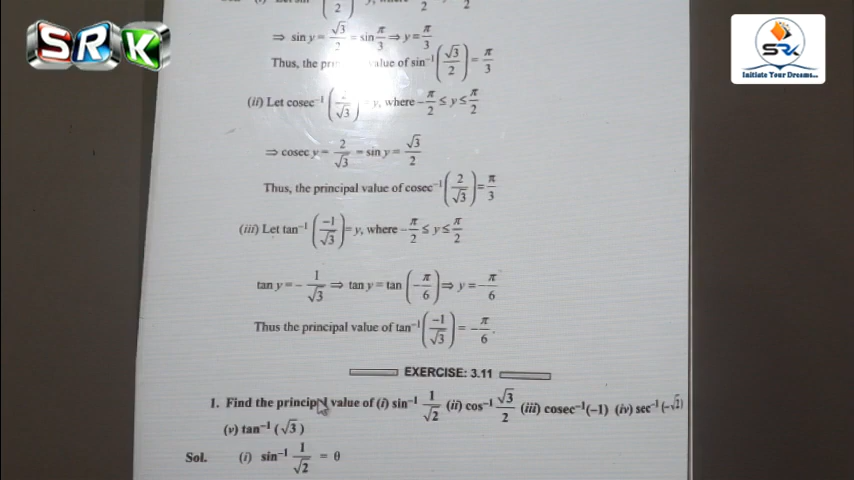 SRK
SRK
Initiate Your Dreams..
⇒ sin y = √3/2 = sin π/3 ⇒ y = π/3
Thus, the value of sin⁻¹ (√3/2) = π/3
(ii) Let cosec⁻¹ ( /√3) = y, where -π/2 ≤ y ≤ π/2
⇒ cosec y = 2/√3 = sin y = √3/2
Thus, the principal value of cosec⁻¹ (2/√3) = π/3
(iii) Let tan⁻¹ (-1/√3) = y, where -π/2 ≤ y ≤ π/2
tan y = - 1/√3 ⇒ tan y = tan (-π/6) ⇒ y = -π/6
Thus the principal value of tan⁻¹ (-1/√3) = -π/6.
EXERCISE: 3.11
1. Find the principal value of (i) sin⁻¹ 1/√2 (ii) cos⁻¹ √3/2 (iii) cosec⁻¹(-1) (iv) sec⁻¹ (-√2)
(v) tan⁻¹ (√3)
Sol. (i) sin⁻¹ 1/√2 = θ